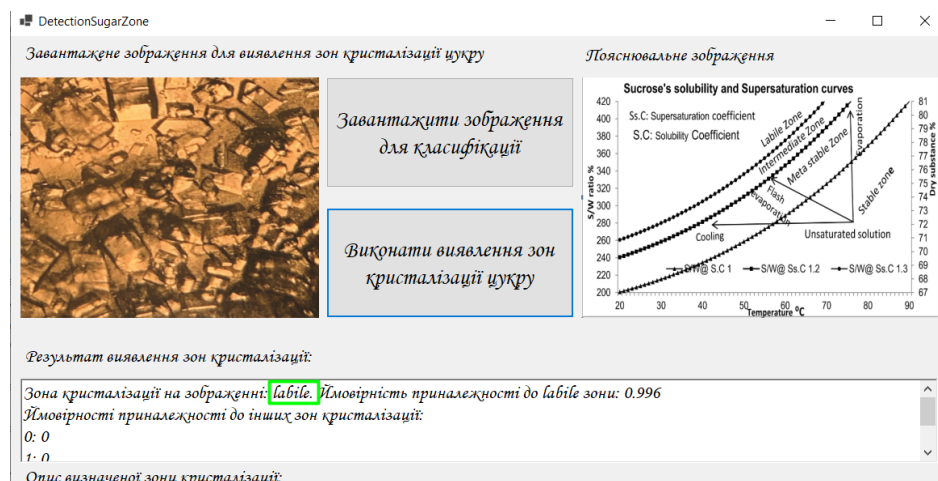 DetectionSugarZone
Завантажене зображення для виявлення зон кристалізації цукру
Пояснювальне зображення
Завантажити зображення
для класифікації
Виконати виявлення зон
кристалізації цукру
Sucrose's solubility and Supersaturation curves
Ss.C: Supersaturation coefficient
S.C: Solubility Coefficient
Labile Zone
Intermediate Zone
Meta stable Zone
Evaporation
Stable zone
Flash
evaporation
Cooling
Unsaturated solution
S/W@ S.C 1
S/W@ Ss.C 1.2
S/W@ Ss.C 1.3
S/W ratio %
420
400
380
360
340
320
300
280
260
240
220
200
Dry substance %
81
80
79
78
77
76
75
74
73
72
71
70
69
68
67
20 30 40 50 60 70 80 90
Temperature ºC
Результат виявлення зон кристалізації:
Зона кристалізації на зображенні: labile. Ймовірність приналежності до labile зони: 0.996
Ймовірності приналежності до інших зон кристалізації:
0: 0
1: 0
Опис визначеної зони кристалізації: